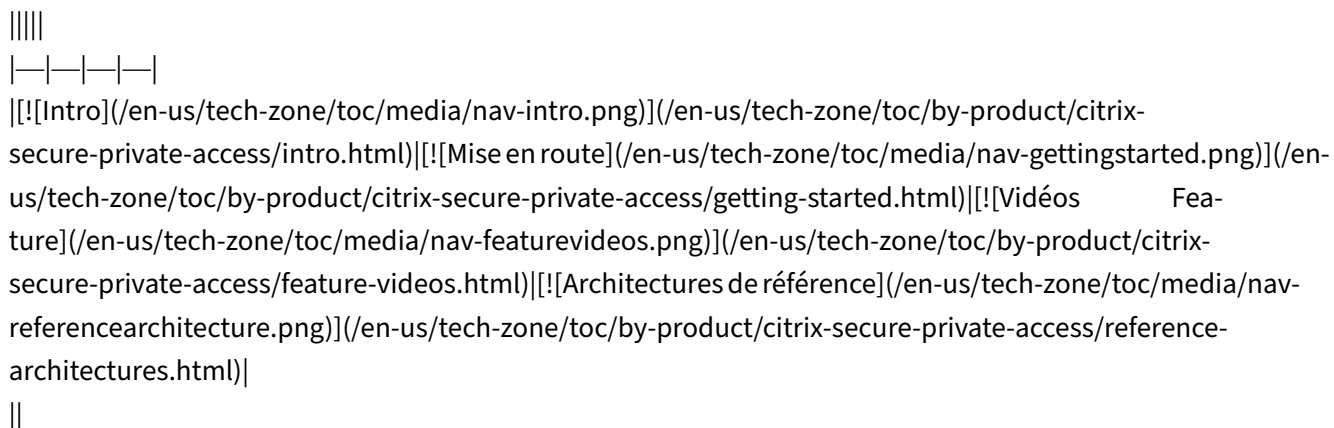 |||||
|—|—|—|—|
|[![Intro](/en-us/tech-zone/toc/media/nav-intro.png)](/en-us/tech-zone/toc/by-product/citrix-
secure-private-access/intro.html)|[![Mise en route](/en-us/tech-zone/toc/media/nav-gettingstarted.png)](/en-
us/tech-zone/toc/by-product/citrix-secure-private-access/getting-started.html)|[![Vidéos Fea-
ture](/en-us/tech-zone/toc/media/nav-featurevideos.png)](/en-us/tech-zone/toc/by-product/citrix-
secure-private-access/feature-videos.html)|[![Architectures de référence](/en-us/tech-zone/toc/media/nav-
referencearchitecture.png)](/en-us/tech-zone/toc/by-product/citrix-secure-private-access/reference-
architectures.html)|
||